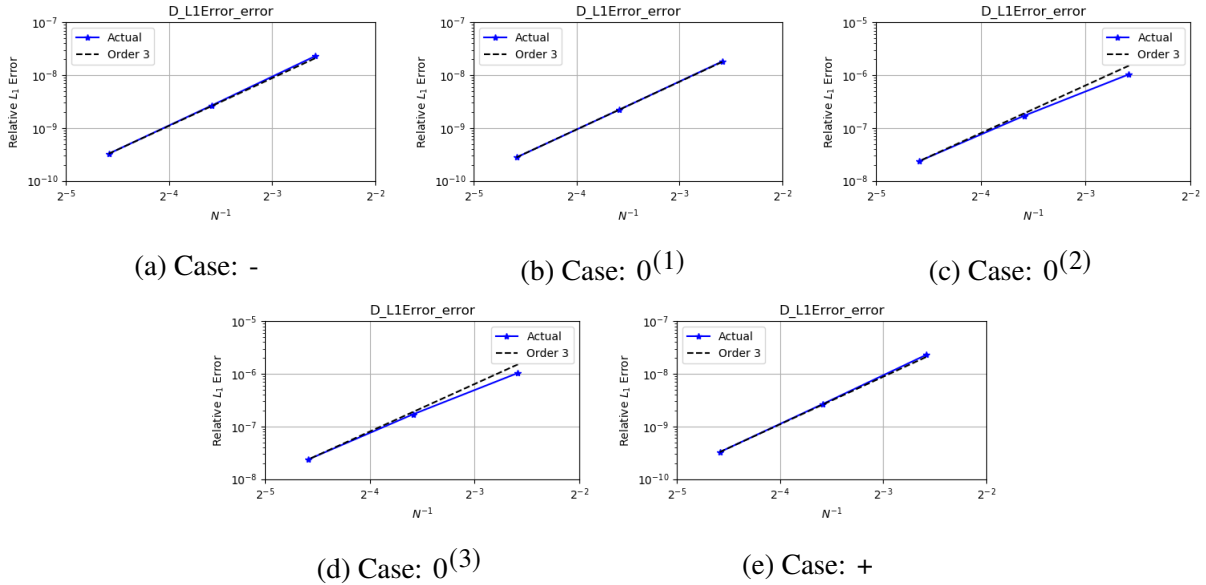 D_L1Error_error
Relative L₁ Error
10⁻⁷
10⁻⁸
10⁻⁹
10⁻¹⁰
Actual
Order 3
2⁻⁵
2⁻⁴
2⁻³
2⁻²
N⁻¹
(a) Case: -
D_L1Error_error
Relative L₁ Error
10⁻⁷
10⁻⁸
10⁻⁹
10⁻¹⁰
Actual
Order 3
2⁻⁵
2⁻⁴
2⁻³
2⁻²
N⁻¹
(b) Case: 0⁽¹⁾
D_L1Error_error
Relative L₁ Error
10⁻⁵
10⁻⁶
10⁻⁷
10⁻⁸
Actual
Order 3
2⁻⁵
2⁻⁴
2⁻³
2⁻²
N⁻¹
(c) Case: 0⁽²⁾
D_L1Error_error
Relative L₁ Error
10⁻⁵
10⁻⁶
10⁻⁷
10⁻⁸
Actual
Order 3
2⁻⁵
2⁻⁴
2⁻³
2⁻²
N⁻¹
(d) Case: 0⁽³⁾
D_L1Error_error
Relative L₁ Error
10⁻⁷
10⁻⁸
10⁻⁹
10⁻¹⁰
Actual
Order 3
2⁻⁵
2⁻⁴
2⁻³
2⁻²
N⁻¹
(e) Case: +